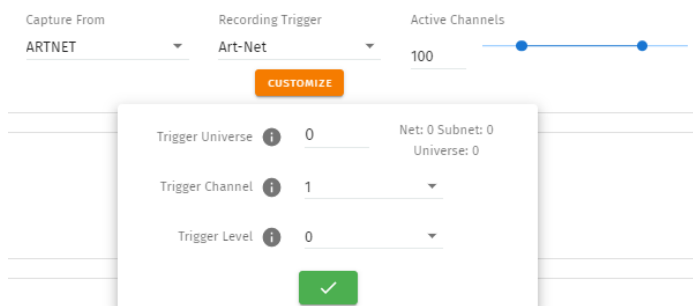 Capture From
Recording Trigger
Active Channels
ARTNET
Art-Net
100
CUSTOMIZE
Trigger Universe
0
Net: 0 Subnet: 0
Universe: 0
Trigger Channel
1
Trigger Level
0